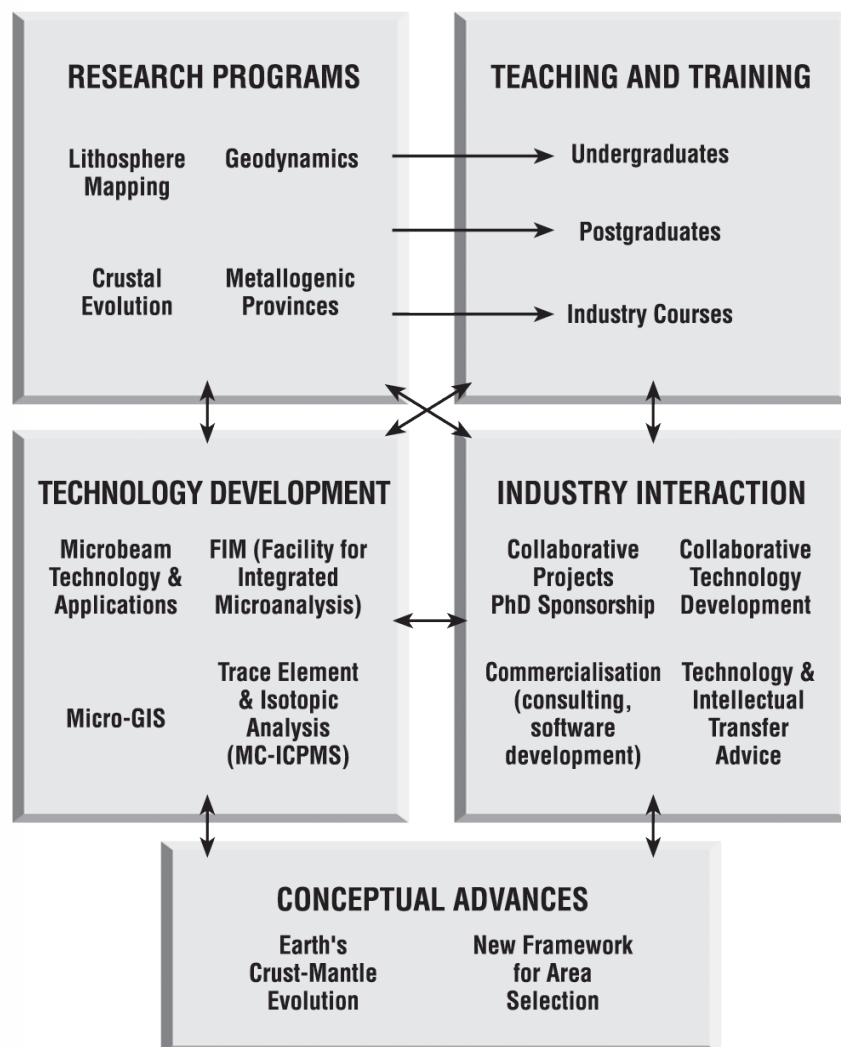 RESEARCH PROGRAMS
Lithosphere
Mapping
Geodynamics
Crustal
Evolution
Metallogenic
Provinces
TEACHING AND TRAINING
Undergraduates
Postgraduates
Industry Courses
TECHNOLOGY DEVELOPMENT
Microbeam
Technology &
Applications
FIM (Facility for
Integrated
Microanalysis)
Micro-GIS
Trace Element
& Isotopic
Analysis
(MC-ICPMS)
INDUSTRY INTERACTION
Collaborative
Projects
PhD Sponsorship
Collaborative
Technology
Development
Commercialisation
(consulting,
software
development)
Technology &
Intellectual
Transfer
Advice
CONCEPTUAL ADVANCES
Earth's
Crust-Mantle
Evolution
New Framework
for Area
Selection